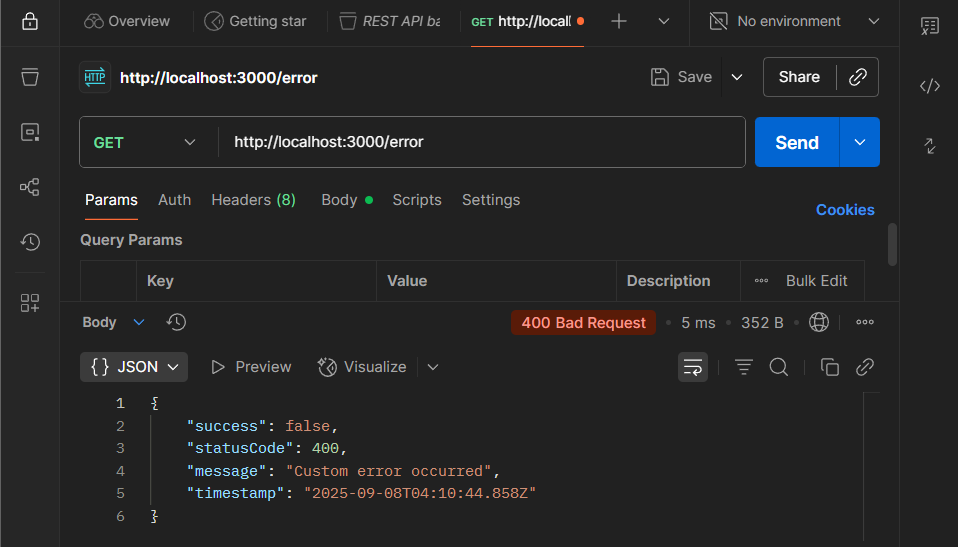 Overview Getting star REST API ba GET http://locall No environment
HTTP http://localhost:3000/error Save Share
GET http://localhost:3000/error Send
Params Auth Headers (8) Body Scripts Settings Cookies
Query Params
Key Value Description Bulk Edit
Body 400 Bad Request 5 ms 352 B
{} JSON Preview Visualize
1 {
2 "success": false,
3 "statusCode": 400,
4 "message": "Custom error occurred",
5 "timestamp": "2025-09-08T04:10:44.858Z"
6 }